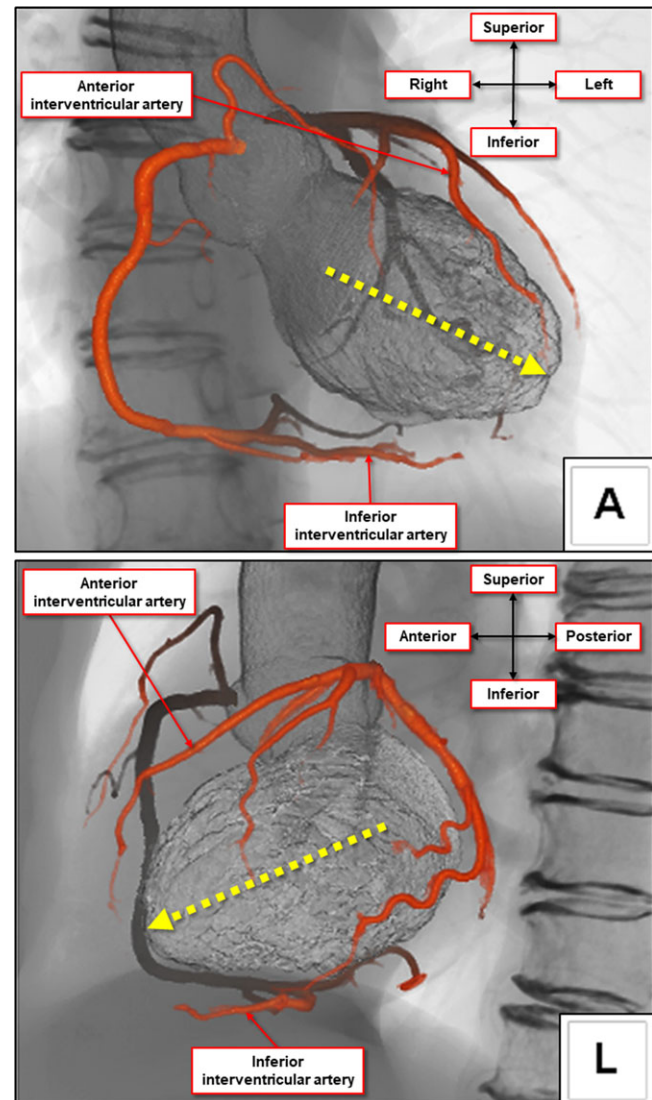 Superior
Anterior
interventricular artery
Right
Left
Inferior
Inferior
interventricular artery
A
Anterior
interventricular artery
Superior
Anterior
Posterior
Inferior
Inferior
interventricular artery
L